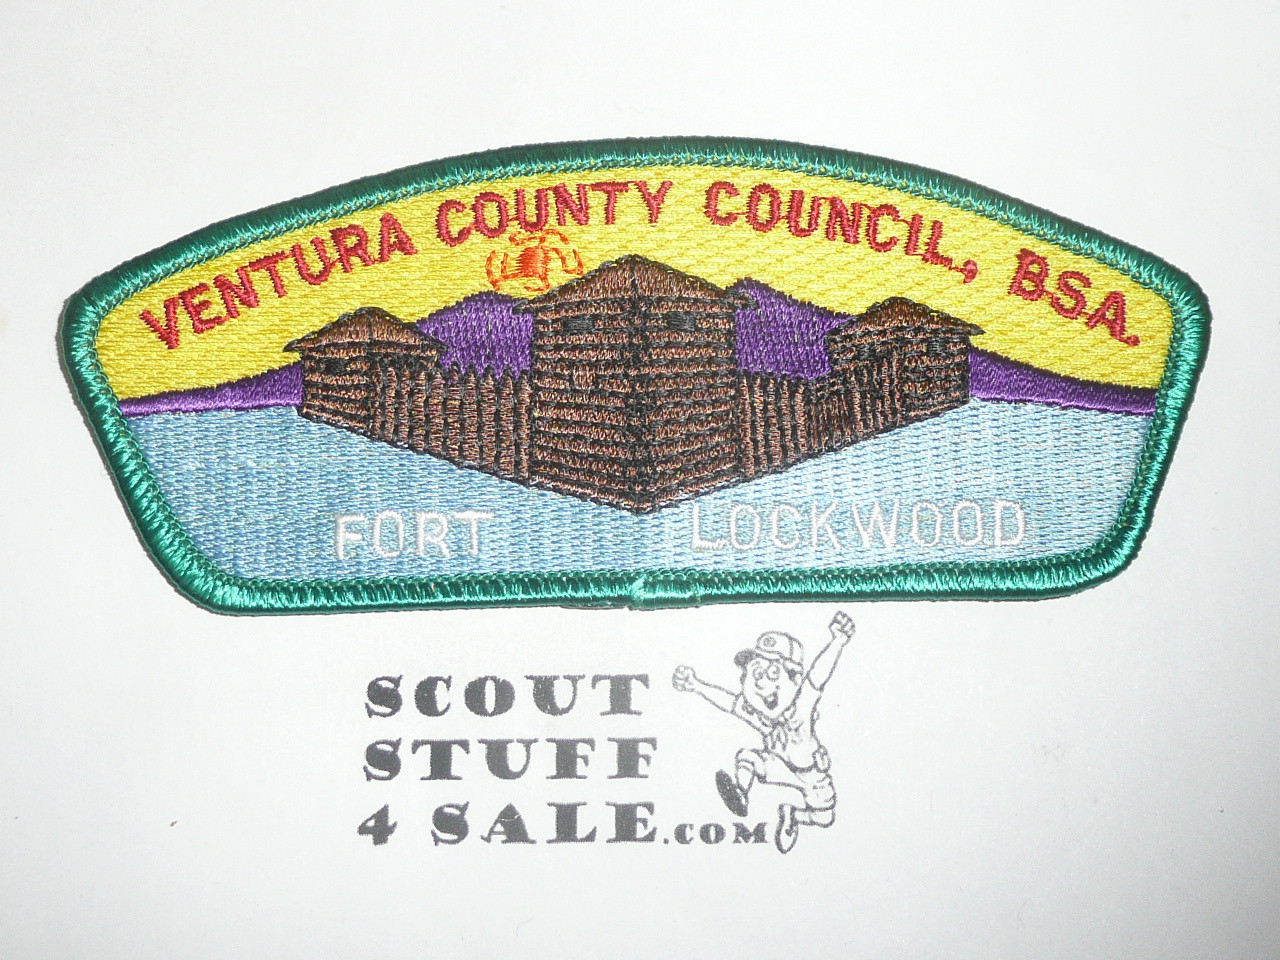 VENTURA COUNTY COUNCIL, BSA.
FORT LOCKWOOD
SCOUT
STUFF
4 SALE.COM